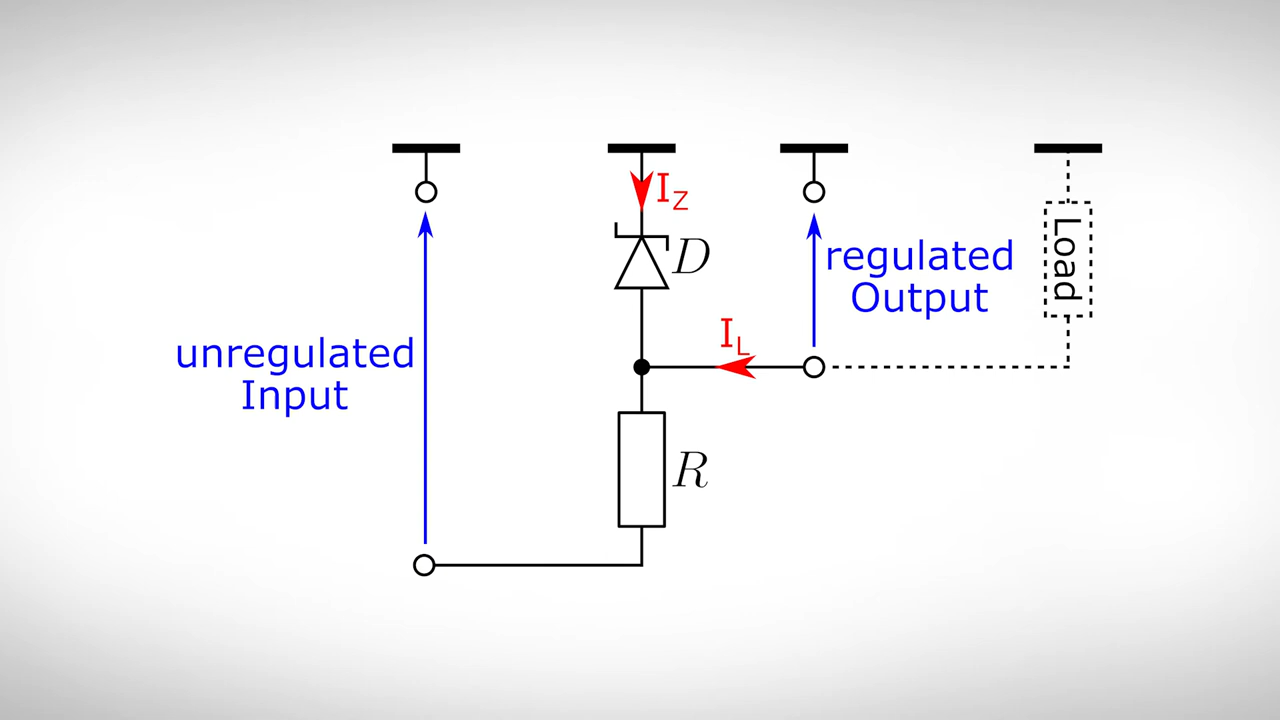 I_Z
D
regulated
Output
Load
I_L
unregulated
Input
R